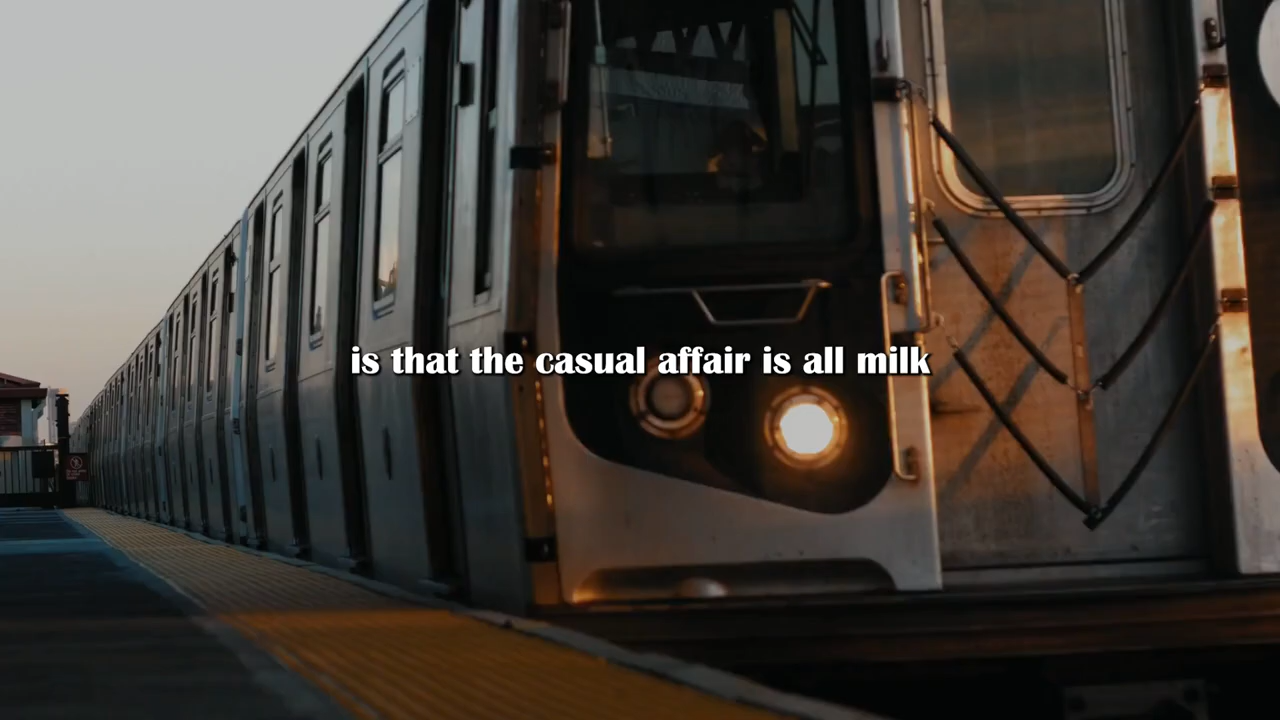 is that the casual affair is all milk